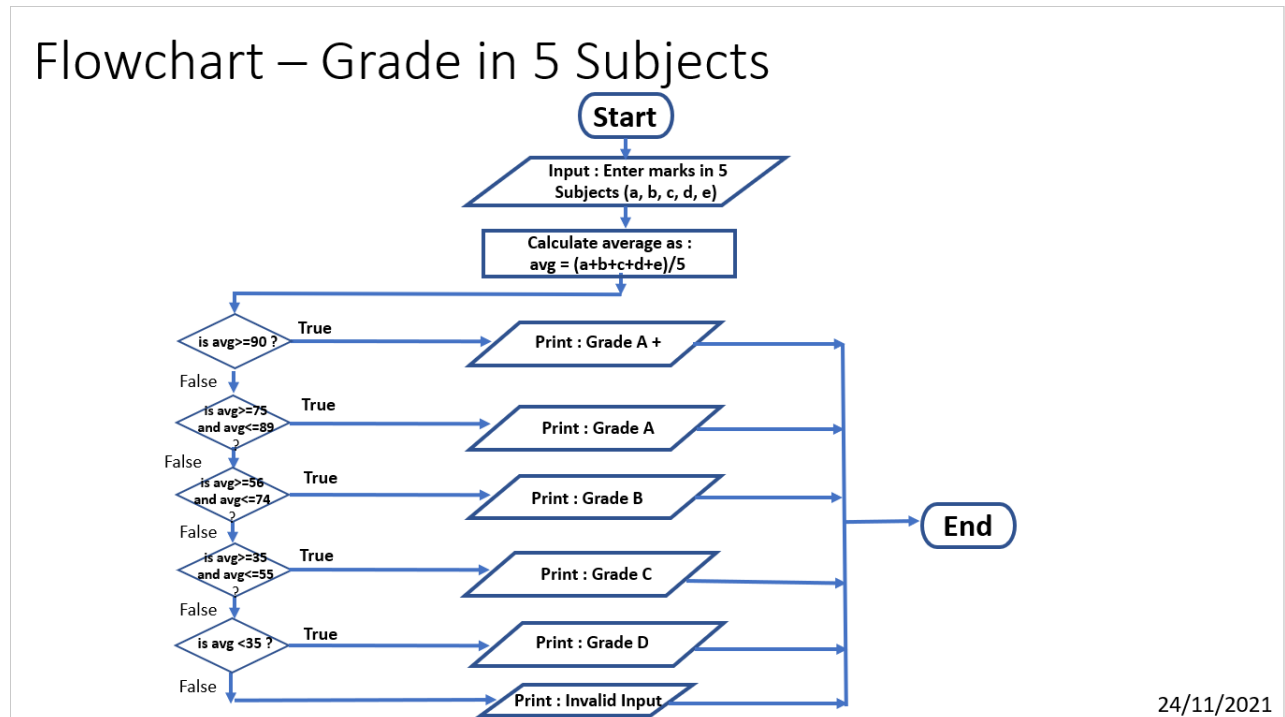 Flowchart – Grade in 5 Subjects
Start
Input : Enter marks in 5
Subjects (a, b, c, d, e)
Calculate average as :
avg = (a+b+c+d+e)/5
is avg>=90 ?
True
Print : Grade A +
False
is avg>=75
and avg<=89
?
True
Print : Grade A
False
is avg>=56
and avg<=74
?
True
Print : Grade B
End
False
is avg>=35
and avg<=55
?
True
Print : Grade C
False
is avg <35 ?
True
Print : Grade D
False
Print : Invalid Input
24/11/2021